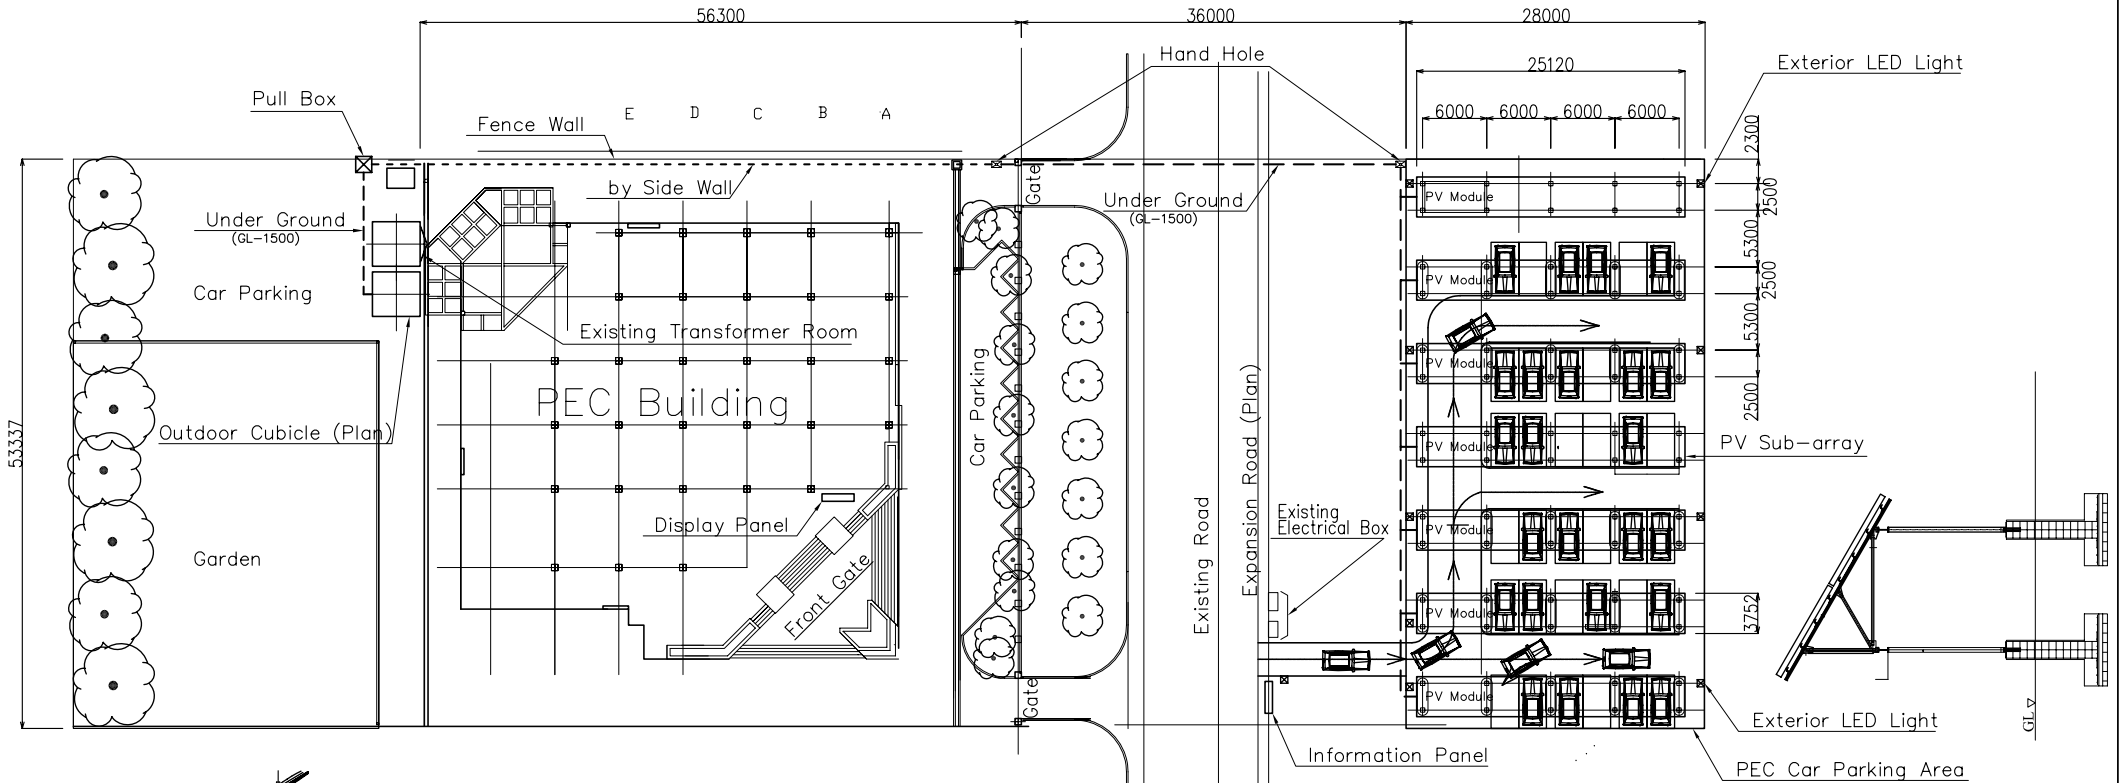 56300
36000
28000
Hand Hole
25120
Exterior LED Light
Pull Box
E D C B A
6000 6000 6000 6000
Fence Wall
2300
by Side Wall
Gate
Under Ground
(GL-1500)
Under Ground
(GL-1500)
PV Module
2500
5300
Car Parking
PV Module
2500
Existing Transformer Room
5300
PV Module
2500
PEC Building
Car Parking
Expansion Road (Plan)
53337
Outdoor Cubicle (Plan)
PV Module
PV Sub-array
Display Panel
Existing Road
Existing
Electrical Box
PV Module
Garden
Front Gate
PV Module
3752
Gate
PV Module
GL
Exterior LED Light
Information Panel
PEC Car Parking Area